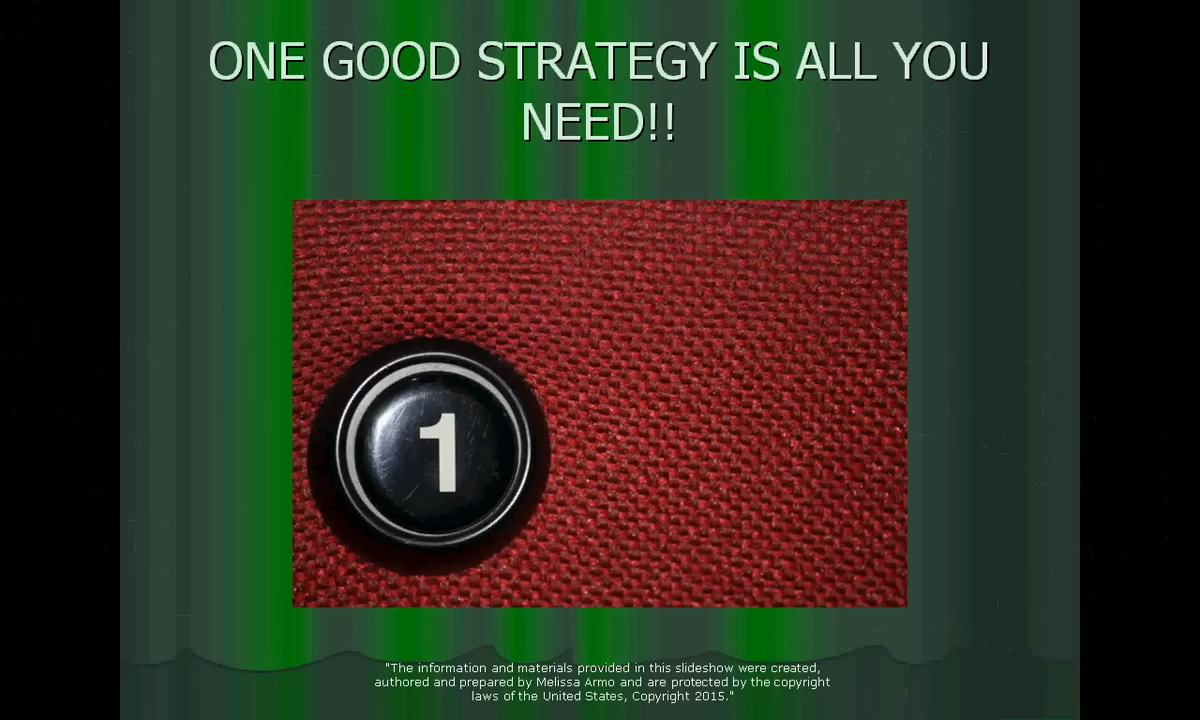 ONE GOOD STRATEGY IS ALL YOU
NEED!!
1
"The information and materials provided in this slideshow were created,
authored and prepared by Melissa Armo and are protected by the copyright
laws of the United States, Copyright 2015."